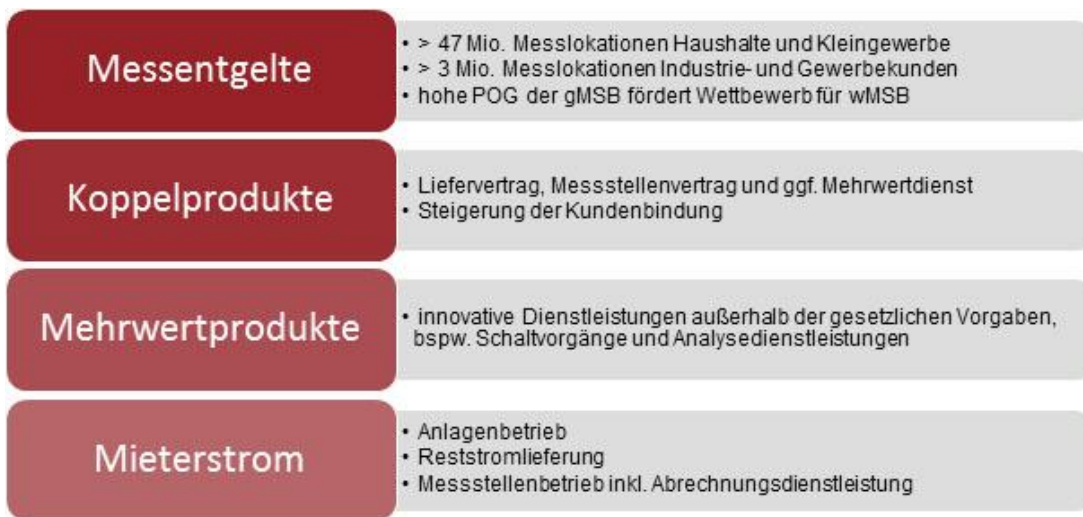 Messentgelte
• > 47 Mio. Messlokationen Haushalte und Kleingewerbe
• > 3 Mio. Messlokationen Industrie- und Gewerbekunden
• hohe POG der gMSB fördert Wettbewerb für wMSB
Koppelprodukte
• Liefervertrag, Messstellenvertrag und ggf. Mehrwertdienst
• Steigerung der Kundenbindung
Mehrwertprodukte
• innovative Dienstleistungen außerhalb der gesetzlichen Vorgaben,
bspw. Schaltvorgänge und Analysedienstleistungen
Mieterstrom
• Anlagenbetrieb
• Reststromlieferung
• Messstellenbetrieb inkl. Abrechnungsdienstleistung